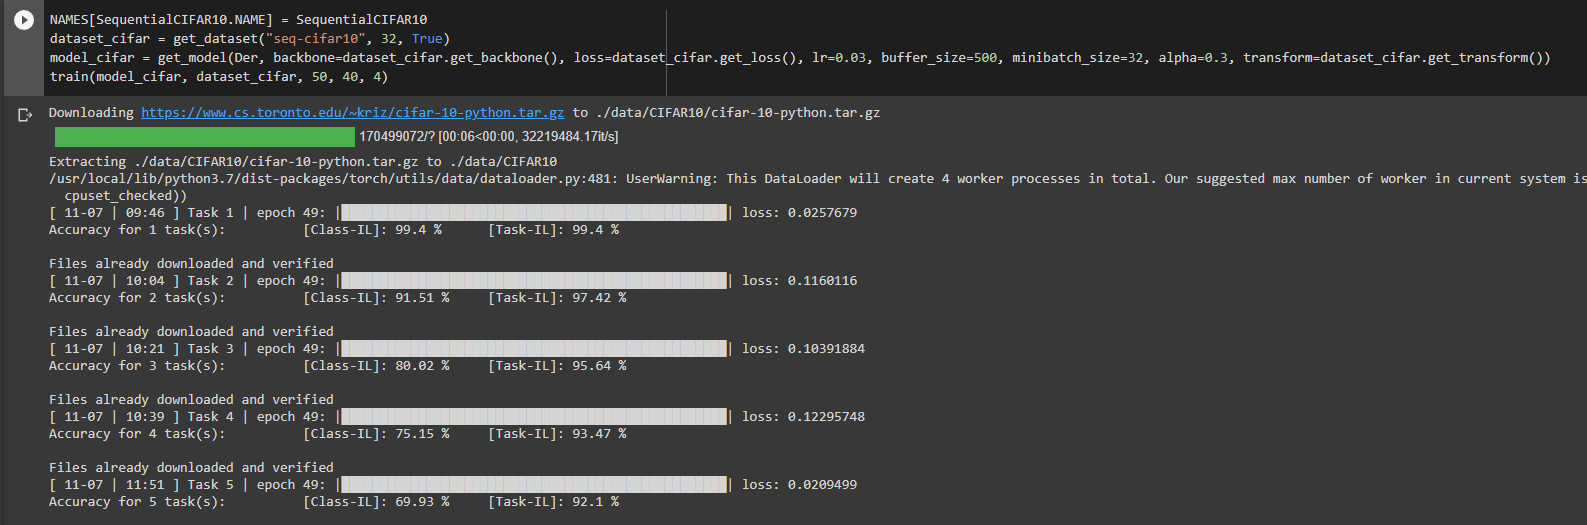 NAMES[SequentialCIFAR10.NAME] = SequentialCIFAR10
dataset_cifar = get_dataset("seq-cifar10", 32, True)
model_cifar = get_model(Der, backbone=dataset_cifar.get_backbone(), loss=dataset_cifar.get_loss(), lr=0.03, buffer_size=500, minibatch_size=32, alpha=0.3, transform=dataset_cifar.get_transform())
train(model_cifar, dataset_cifar, 50, 40, 4)
Downloading https://www.cs.toronto.edu/~kriz/cifar-10-python.tar.gz to ./data/CIFAR10/cifar-10-python.tar.gz
170499072/? [00:06<00:00, 32219484.17it/s]
Extracting ./data/CIFAR10/cifar-10-python.tar.gz to ./data/CIFAR10
/usr/local/lib/python3.7/dist-packages/torch/utils/data/dataloader.py:481: UserWarning: This DataLoader will create 4 worker processes in total. Our suggested max number of worker in current system is
cpuset_checked))
[ 11-07 | 09:46 ] Task 1 | epoch 49: | | loss: 0.0257679
Accuracy for 1 task(s): [Class-IL]: 99.4 % [Task-IL]: 99.4 %
Files already downloaded and verified
[ 11-07 | 10:04 ] Task 2 | epoch 49: | | loss: 0.1160116
Accuracy for 2 task(s): [Class-IL]: 91.51 % [Task-IL]: 97.42 %
Files already downloaded and verified
[ 11-07 | 10:21 ] Task 3 | epoch 49: | | loss: 0.10391884
Accuracy for 3 task(s): [Class-IL]: 80.02 % [Task-IL]: 95.64 %
Files already downloaded and verified
[ 11-07 | 10:39 ] Task 4 | epoch 49: | | loss: 0.12295748
Accuracy for 4 task(s): [Class-IL]: 75.15 % [Task-IL]: 93.47 %
Files already downloaded and verified
[ 11-07 | 11:51 ] Task 5 | epoch 49: | | loss: 0.0209499
Accuracy for 5 task(s): [Class-IL]: 69.93 % [Task-IL]: 92.1 %